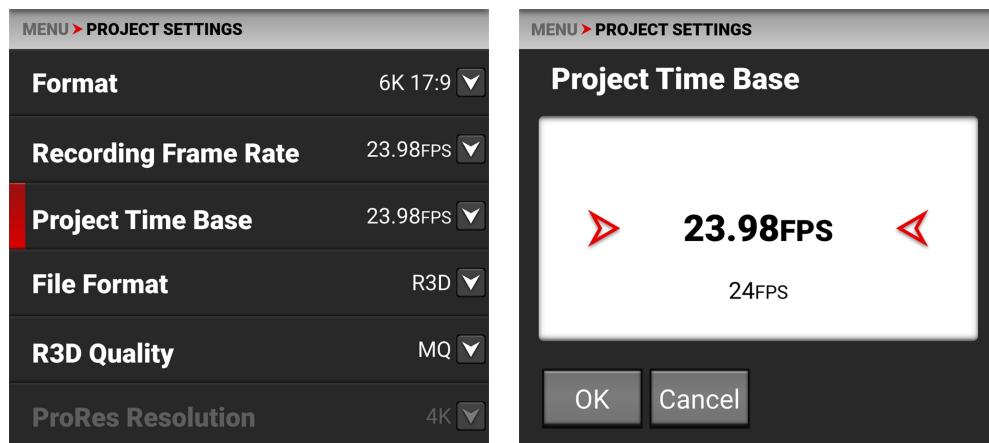 MENU PROJECT SETTINGS
Format 6K 17:9
Recording Frame Rate 23.98FPS
Project Time Base 23.98FPS
File Format R3D
R3D Quality MQ
ProRes Resolution 4K
MENU PROJECT SETTINGS
Project Time Base
23.98FPS
24FPS
OK Cancel